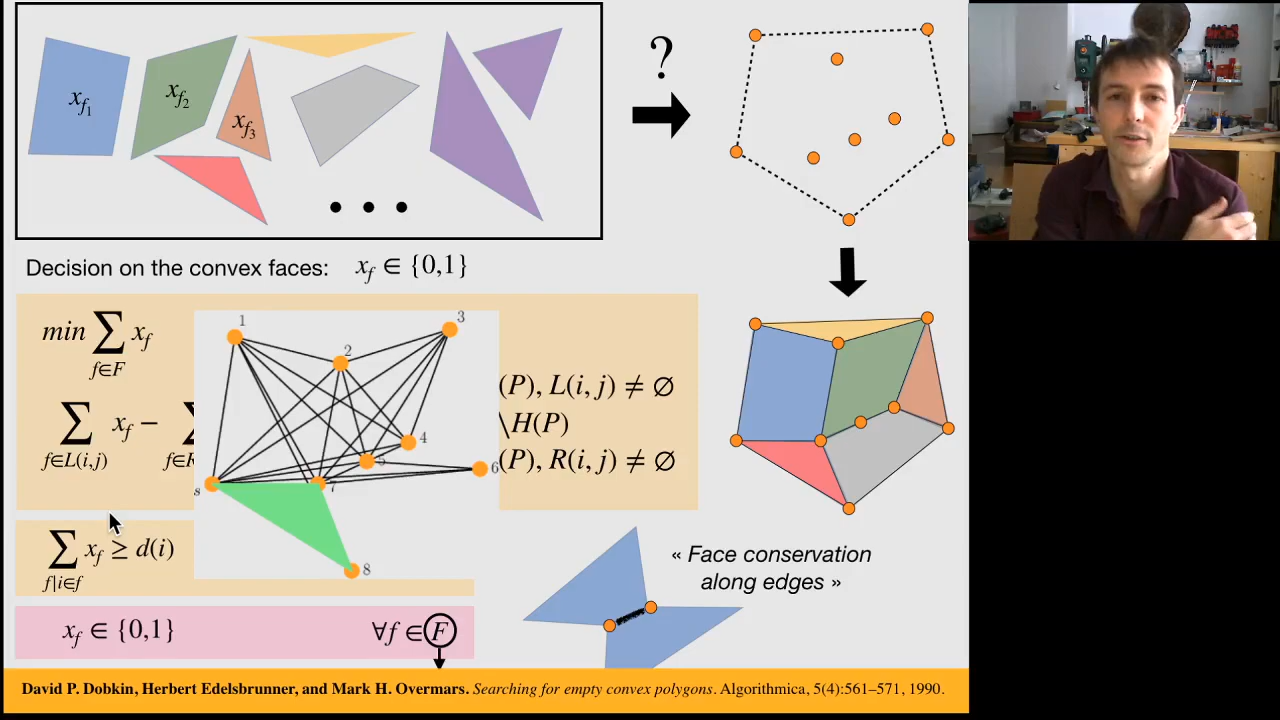 x_{f_1}
x_{f_2}
x_{f_3}
• • •
?
Decision on the convex faces: x_f ∈ {0,1}
min ∑_{f∈F} x_f
∑_{f∈L(i,j)} x_f − ∑_{f∈R
(P), L(i, j) ≠ ∅
\H(P)
(P), R(i, j) ≠ ∅
1
2
3
4
5
6
7
8
∑_{f|i∈f} x_f ≥ d(i)
« Face conservation
along edges »
x_f ∈ {0,1} ∀f ∈ F
David P. Dobkin, Herbert Edelsbrunner, and Mark H. Overmars. Searching for empty convex polygons. Algorithmica, 5(4):561–571, 1990.